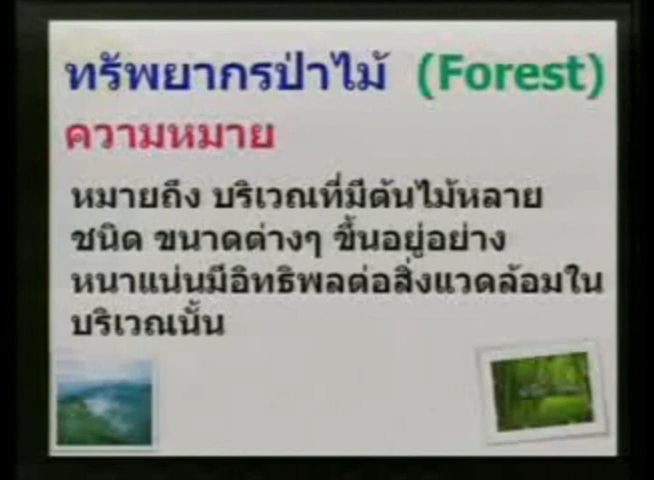 ทรัพยากรป่าไม้ (Forest)
ความหมาย
หมายถึง บริเวณที่มีต้นไม้หลาย
ชนิด ขนาดต่างๆ ขึ้นอยู่อย่าง
หนาแน่นมีอิทธิพลต่อสิ่งแวดล้อมใน
บริเวณนั้น